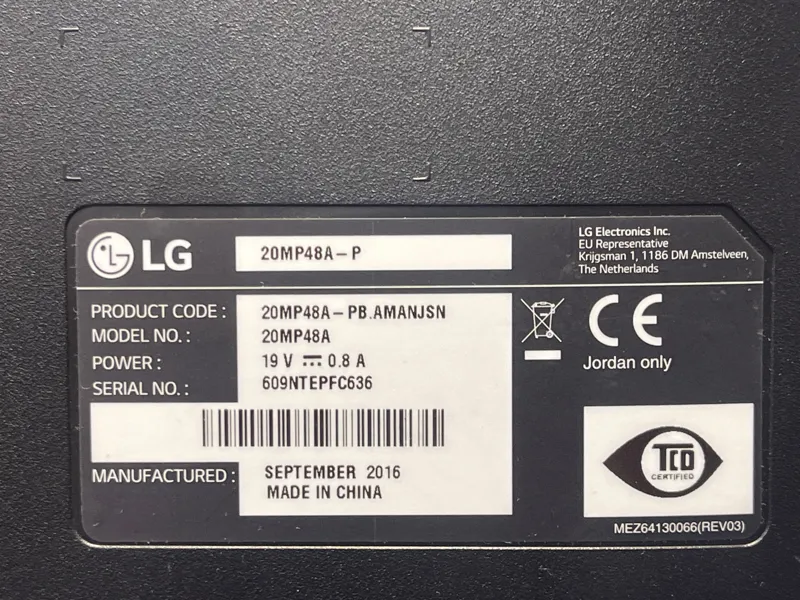 LG
20MP48A-P
LG Electronics Inc.
EU Representative
Krijgsman 1, 1186 DM Amstelveen,
The Netherlands
PRODUCT CODE : 20MP48A-PB.AMANJSN
MODEL NO. : 20MP48A
POWER : 19 V ⎓ 0.8 A
SERIAL NO. : 609NTEPFC636
CE
Jordan only
MANUFACTURED : SEPTEMBER 2016
MADE IN CHINA
TCO
CERTIFIED
MEZ64130066(REV03)